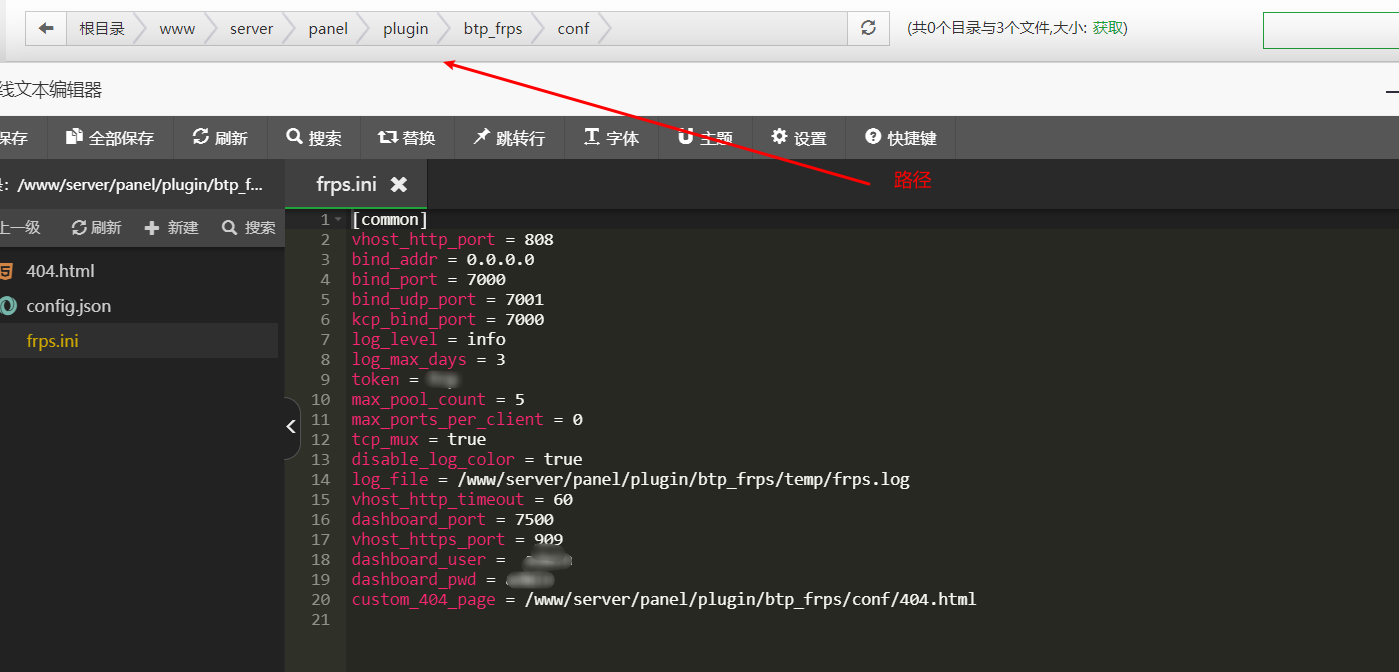 根目录 www server panel plugin btp_frps conf (共0个目录与3个文件,大小: 获取)
线文本编辑器
保存 全部保存 刷新 搜索 替换 跳转行 字体 主题 设置 快捷键
路径
: /www/server/panel/plugin/btp_f...
frps.ini
上一级 刷新 新建 搜索
404.html
config.json
frps.ini
1 [common]
2 vhost_http_port = 808
3 bind_addr = 0.0.0.0
4 bind_port = 7000
5 bind_udp_port = 7001
6 kcp_bind_port = 7000
7 log_level = info
8 log_max_days = 3
9 token =
10 max_pool_count = 5
11 max_ports_per_client = 0
12 tcp_mux = true
13 disable_log_color = true
14 log_file = /www/server/panel/plugin/btp_frps/temp/frps.log
15 vhost_http_timeout = 60
16 dashboard_port = 7500
17 vhost_https_port = 909
18 dashboard_user =
19 dashboard_pwd =
20 custom_404_page = /www/server/panel/plugin/btp_frps/conf/404.html
21